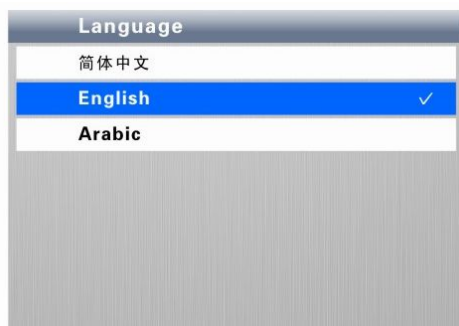 Language
简体中文
English
Arabic